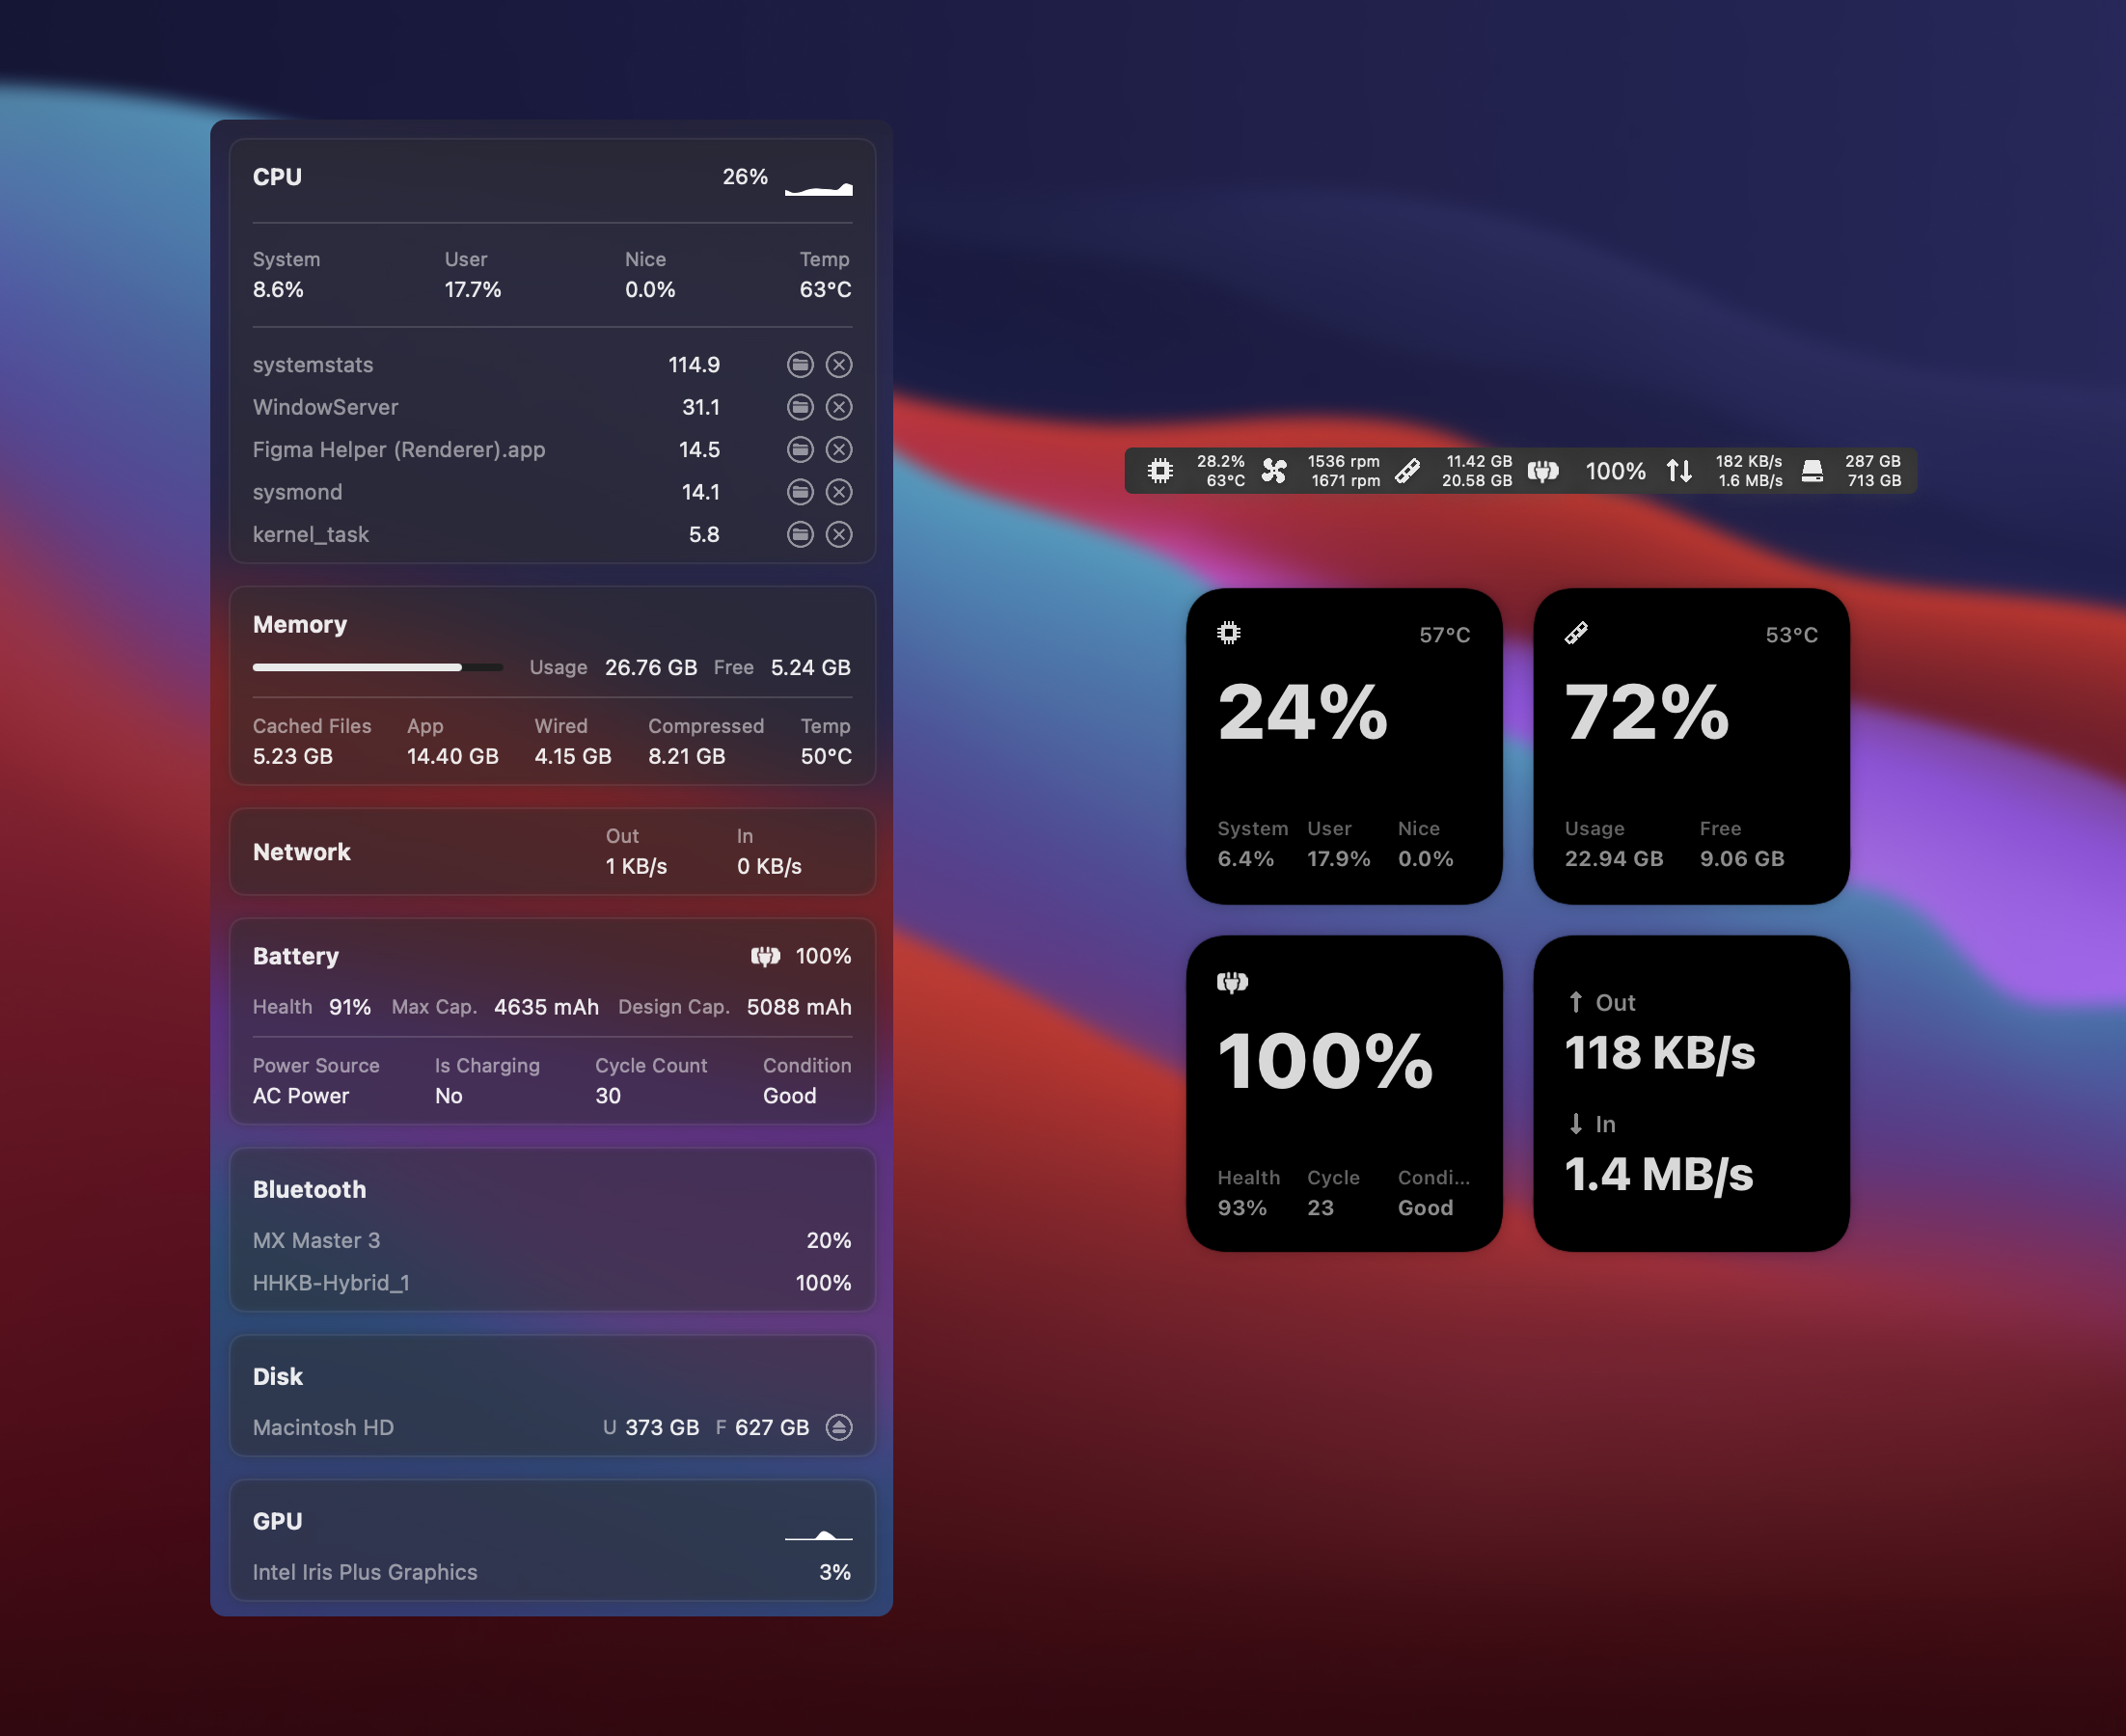 CPU 26%
System User Nice Temp
8.6% 17.7% 0.0% 63°C
systemstats 114.9
WindowServer 31.1
Figma Helper (Renderer).app 14.5
sysmond 14.1
kernel_task 5.8
Memory
Usage 26.76 GB Free 5.24 GB
Cached Files App Wired Compressed Temp
5.23 GB 14.40 GB 4.15 GB 8.21 GB 50°C
Network
Out In
1 KB/s 0 KB/s
Battery 100%
Health 91% Max Cap. 4635 mAh Design Cap. 5088 mAh
Power Source Is Charging Cycle Count Condition
AC Power No 30 Good
Bluetooth
MX Master 3 20%
HHKB-Hybrid_1 100%
Disk
Macintosh HD U 373 GB F 627 GB
GPU
Intel Iris Plus Graphics 3%
28.2% 1536 rpm 11.42 GB 100% 182 KB/s 287 GB
63°C 1671 rpm 20.58 GB 1.6 MB/s 713 GB
57°C
24%
System User Nice
6.4% 17.9% 0.0%
53°C
72%
Usage Free
22.94 GB 9.06 GB
100%
Health Cycle Condi...
93% 23 Good
Out
118 KB/s
In
1.4 MB/s